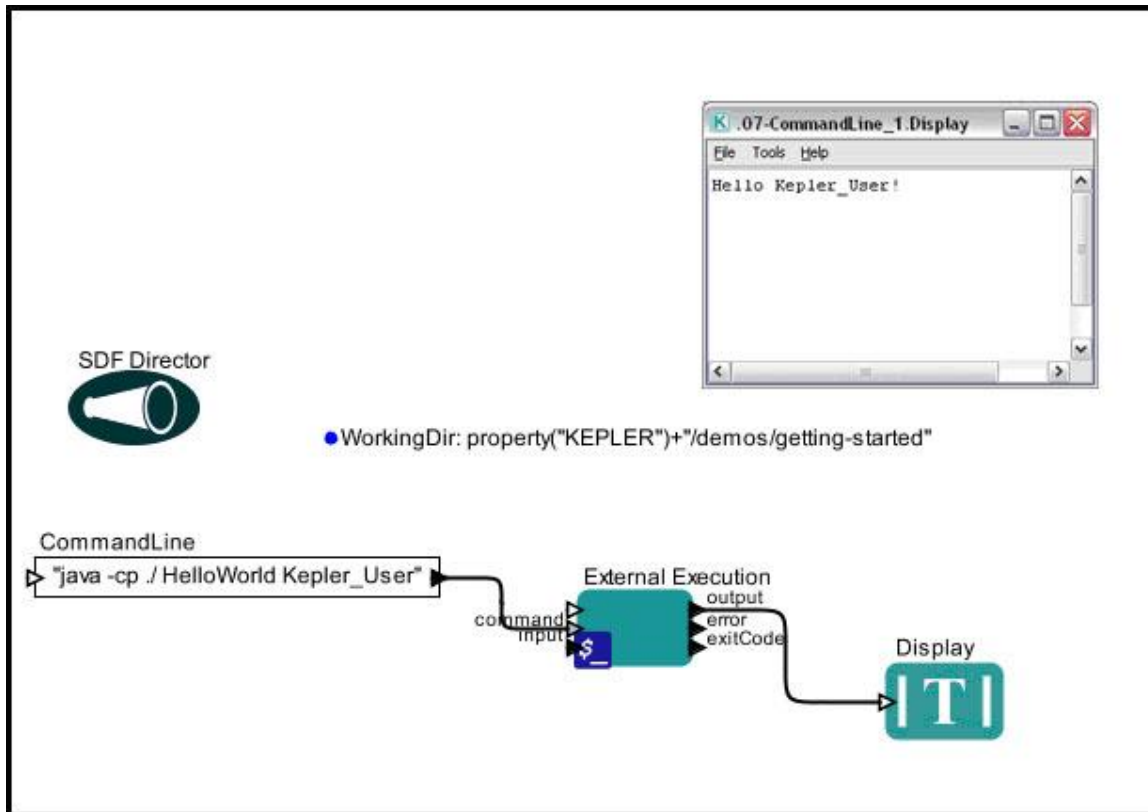 .07-CommandLine_1.Display
File Tools Help
Hello Kepler_User!
SDF Director
WorkingDir: property("KEPLER")+"/demos/getting-started"
CommandLine
"java -cp ./ HelloWorld Kepler_User"
External Execution
command
input
$_
output
error
exitCode
Display
T